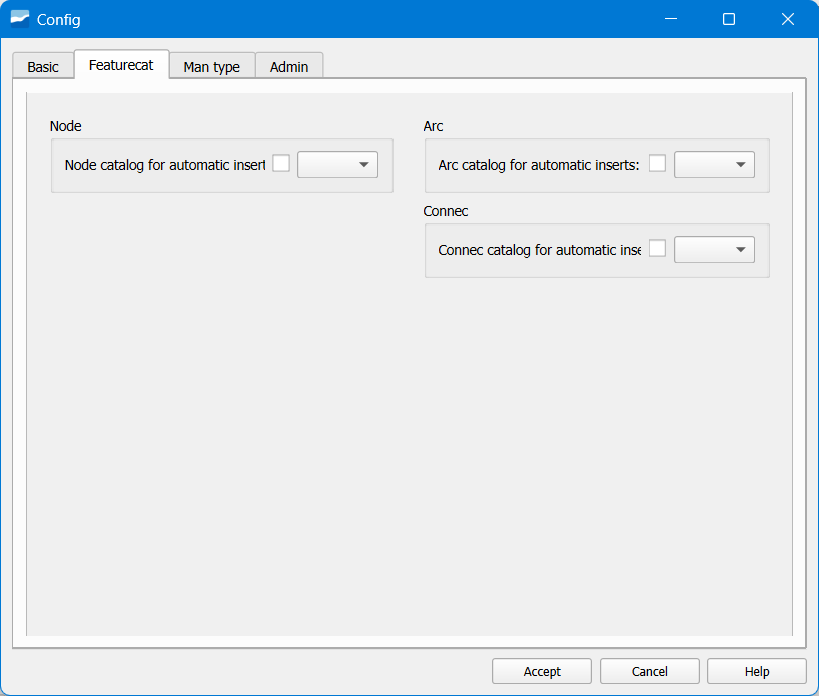 Config
Basic
Featurecat
Man type
Admin
Node
Node catalog for automatic insert
Arc
Arc catalog for automatic inserts:
Connec
Connec catalog for automatic inse
Accept
Cancel
Help